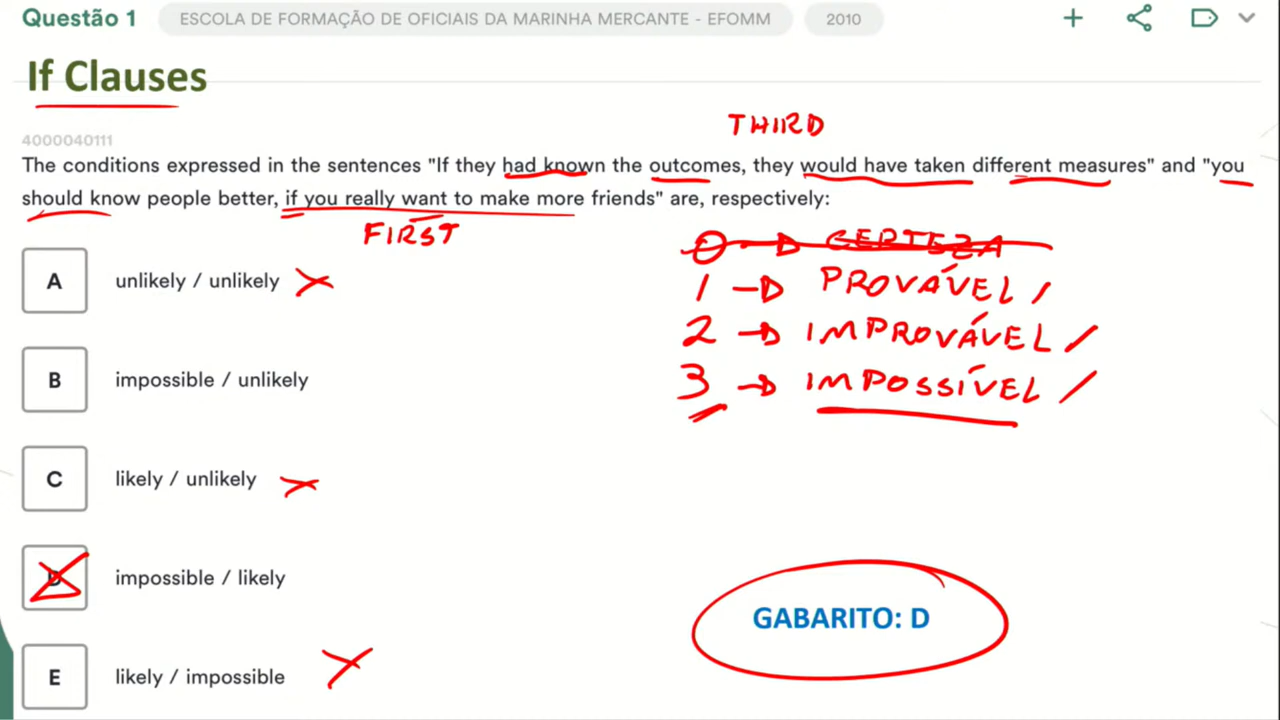 Questão 1 ESCOLA DE FORMAÇÃO DE OFICIAIS DA MARINHA MERCANTE - EFOMM 2010
If Clauses
4000040111
THIRD
The conditions expressed in the sentences "If they had known the outcomes, they would have taken different measures" and "you
should know people better, if you really want to make more friends" are, respectively:
FIRST
0 → CERTEZA
1 → PROVÁVEL
2 → IMPROVÁVEL
3 → IMPOSSÍVEL
A unlikely / unlikely
B impossible / unlikely
C likely / unlikely
D impossible / likely
E likely / impossible
GABARITO: D